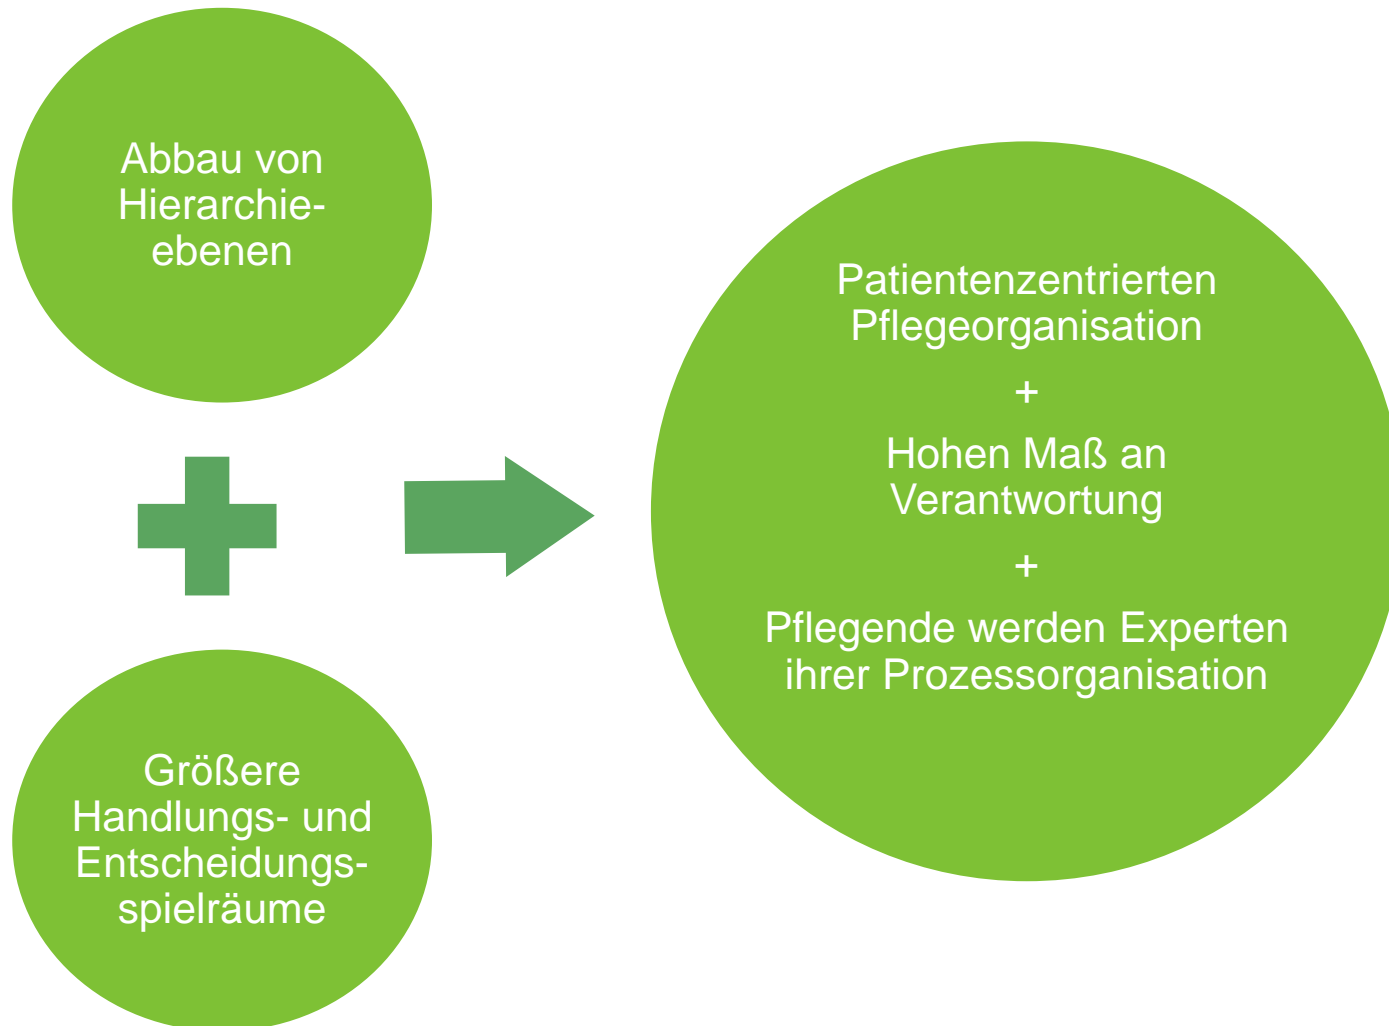 Abbau von
Hierarchie-
ebenen
Größere
Handlungs- und
Entscheidungs-
spielräume
Patientenzentrierten
Pflegeorganisation
+
Hohen Maß an
Verantwortung
+
Pflegende werden Experten
ihrer Prozessorganisation